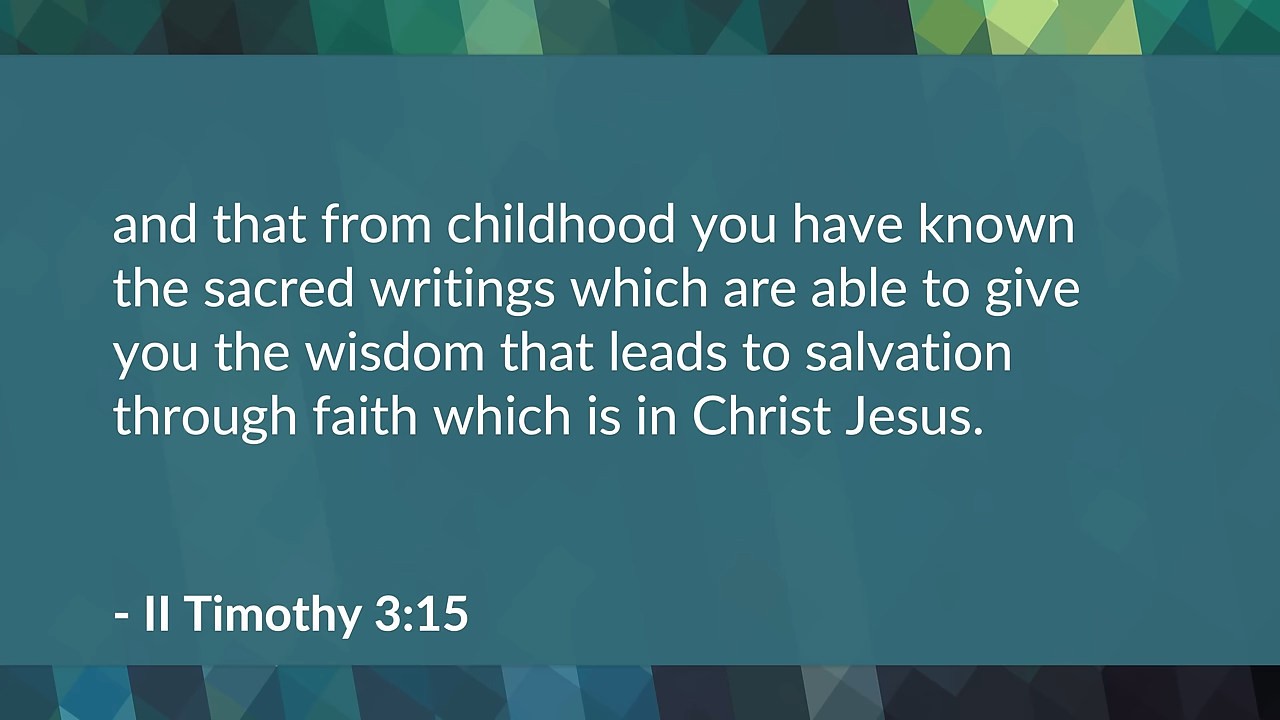 and that from childhood you have known
the sacred writings which are able to give
you the wisdom that leads to salvation
through faith which is in Christ Jesus.
- II Timothy 3:15